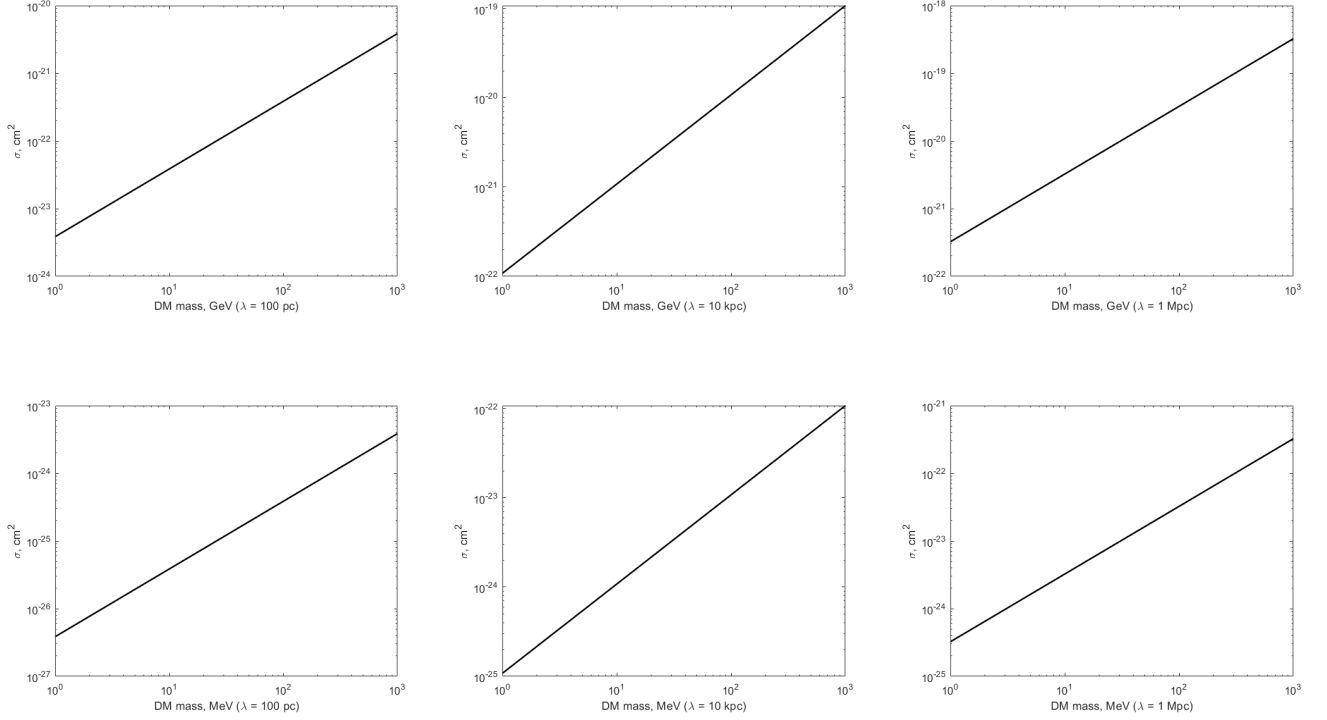 10^-20
10^-21
10^-22
10^-23
10^-24
σ, cm^2
10^0 10^1 10^2 10^3
DM mass, GeV (λ = 100 pc)
10^-19
10^-20
10^-21
10^-22
σ, cm^2
10^0 10^1 10^2 10^3
DM mass, GeV (λ = 10 kpc)
10^-18
10^-19
10^-20
10^-21
10^-22
σ, cm^2
10^0 10^1 10^2 10^3
DM mass, GeV (λ = 1 Mpc)
10^-23
10^-24
10^-25
10^-26
10^-27
σ, cm^2
10^0 10^1 10^2 10^3
DM mass, MeV (λ = 100 pc)
10^-22
10^-23
10^-24
10^-25
σ, cm^2
10^0 10^1 10^2 10^3
DM mass, MeV (λ = 10 kpc)
10^-21
10^-22
10^-23
10^-24
10^-25
σ, cm^2
10^0 10^1 10^2 10^3
DM mass, MeV (λ = 1 Mpc)